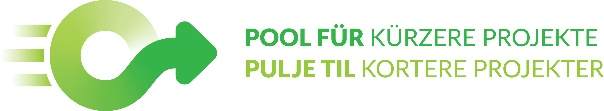 POOL FÜR KÜRZERE PROJEKTE
PULJE TIL KORTERE PROJEKTER